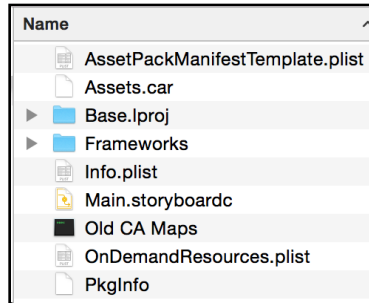 Name
AssetPackManifestTemplate.plist
Assets.car
Base.lproj
Frameworks
Info.plist
Main.storyboardc
Old CA Maps
OnDemandResources.plist
PkgInfo